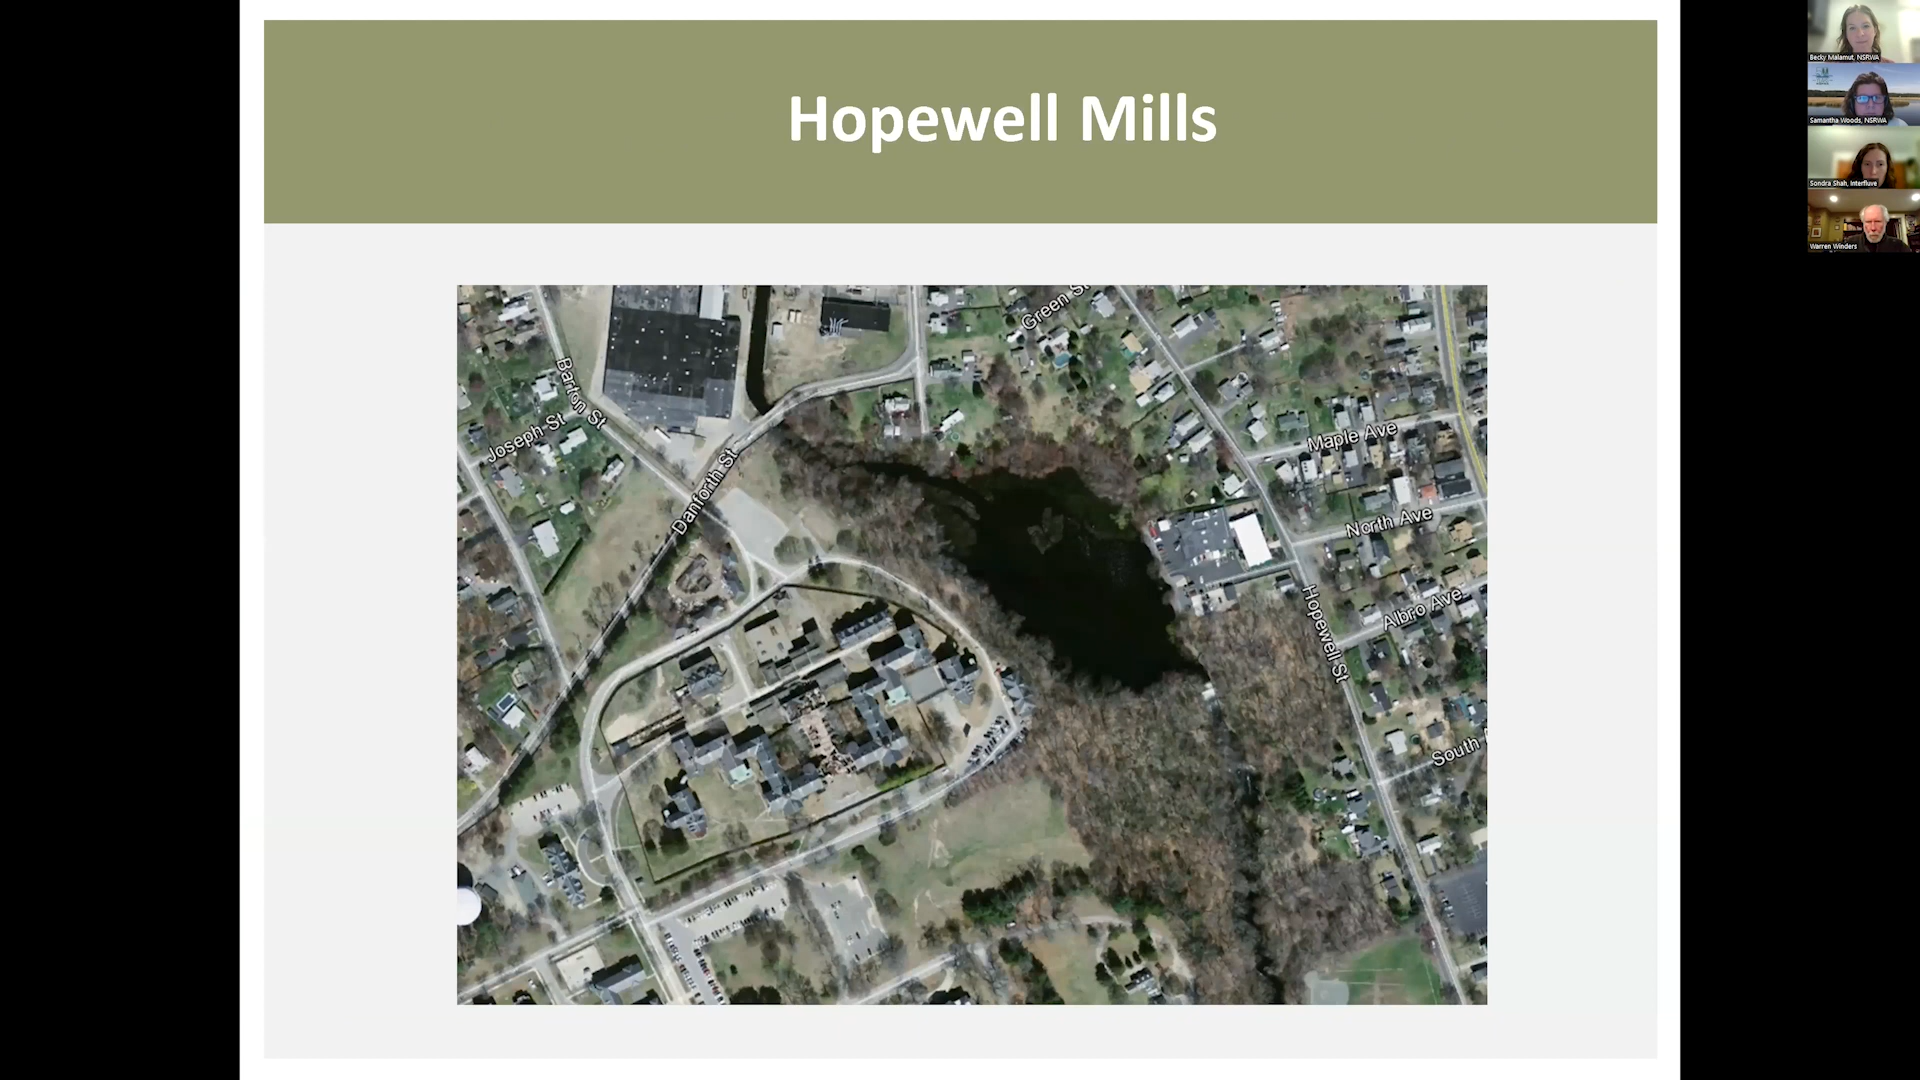 Hopewell Mills
Becky Malamut, NSRWA
Samantha Woods, NSRWA
Sondra Shah, Interfluve
Warren Winders
Green St
Barton St
Joseph St
Danforth St
Maple Ave
North Ave
Albro Ave
Hopewell St
South